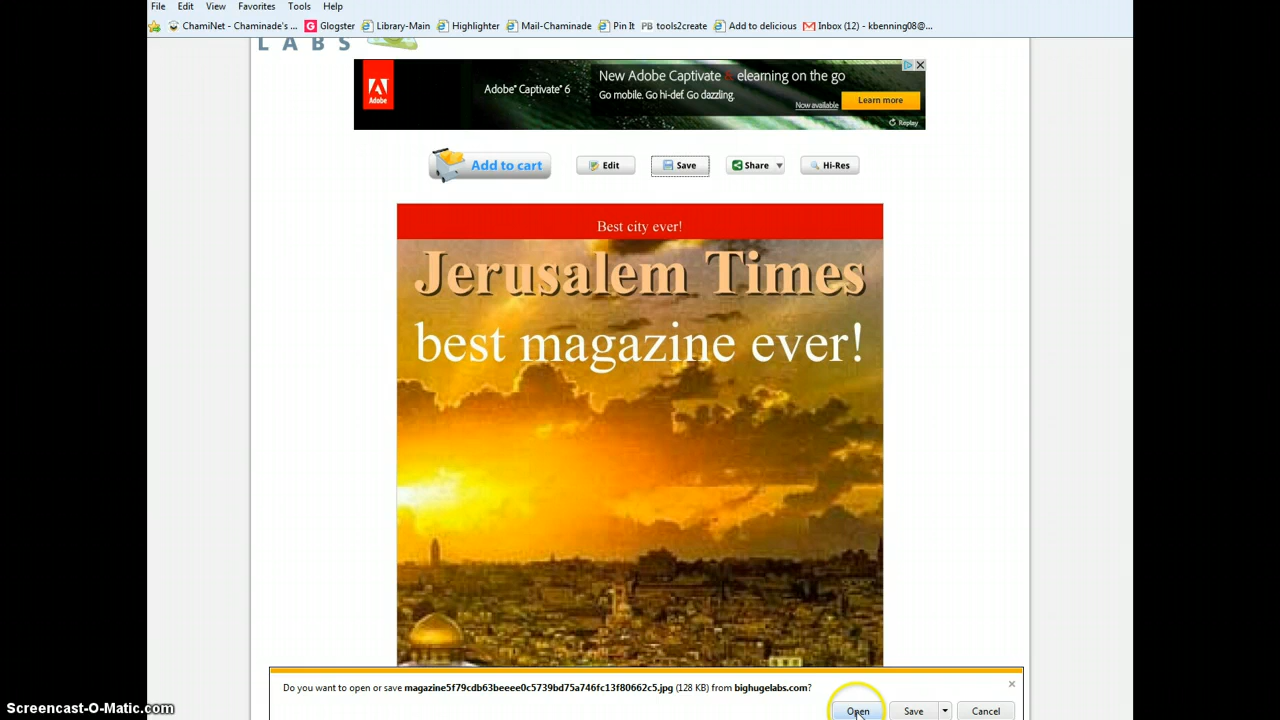 File Edit View Favorites Tools Help
ChamiNet - Chaminade's ... Glogster Library-Main Highlighter Mail-Chaminade Pin It PB tools2create Add to delicious Inbox (12) - kbenning08@...
LABS
Adobe
Adobe® Captivate® 6
New Adobe Captivate & elearning on the go
Go mobile. Go hi-def. Go dazzling.
Now available
Learn more
Replay
Add to cart Edit Save Share Hi-Res
Best city ever!
Jerusalem Times
best magazine ever!
Do you want to open or save magazine5f79cdb63beeee0c5739bd75a746fc13f80662c5.jpg (128 KB) from bighugelabs.com?
Open Save Cancel
Screencast-O-Matic.com